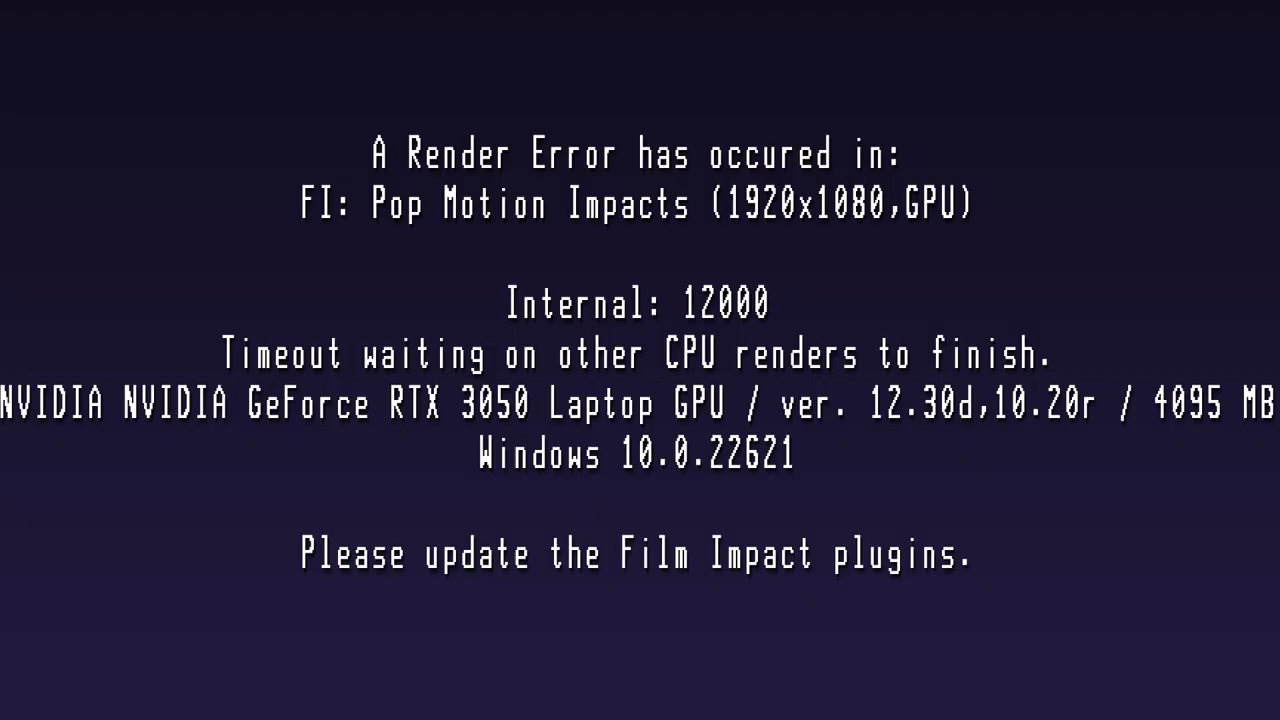 A Render Error has occured in:
FI: Pop Motion Impacts (1920x1080,GPU)
Internal: 12000
Timeout waiting on other CPU renders to finish.
NVIDIA NVIDIA GeForce RTX 3050 Laptop GPU / ver. 12.30d,10.20r / 4095 MB
Windows 10.0.22621
Please update the Film Impact plugins.